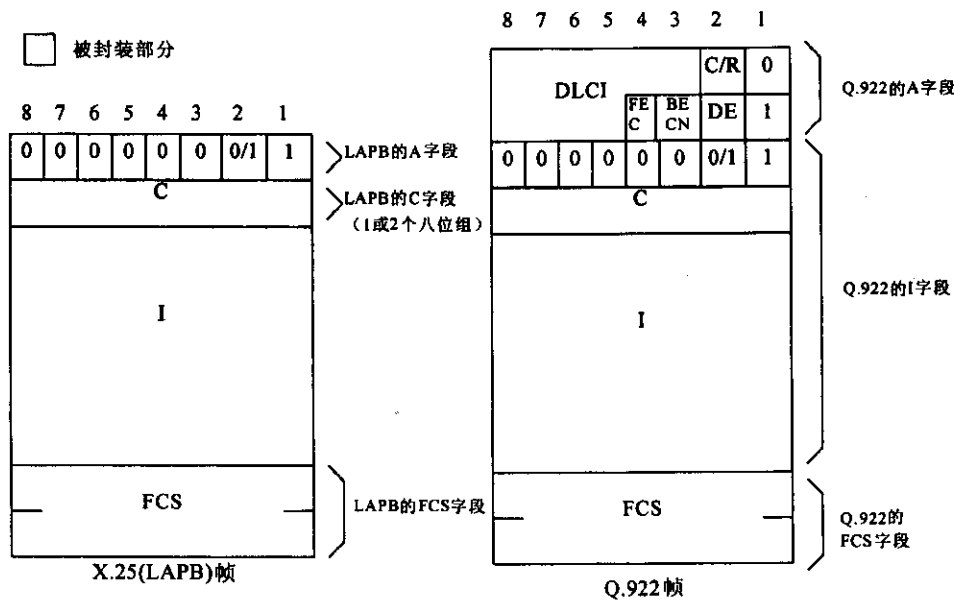 被封装部分
8 7 6 5 4 3 2 1
0 0 0 0 0 0 0/1 1
LAPB的A字段
C
LAPB的C字段
(1或2个八位组)
I
FCS
LAPB的FCS字段
X.25(LAPB)帧
8 7 6 5 4 3 2 1
DLCI
C/R 0
FE
C
BE
CN
DE 1
Q.922的A字段
0 0 0 0 0 0 0/1 1
C
I
Q.922的I字段
FCS
Q.922的
FCS字段
Q.922帧